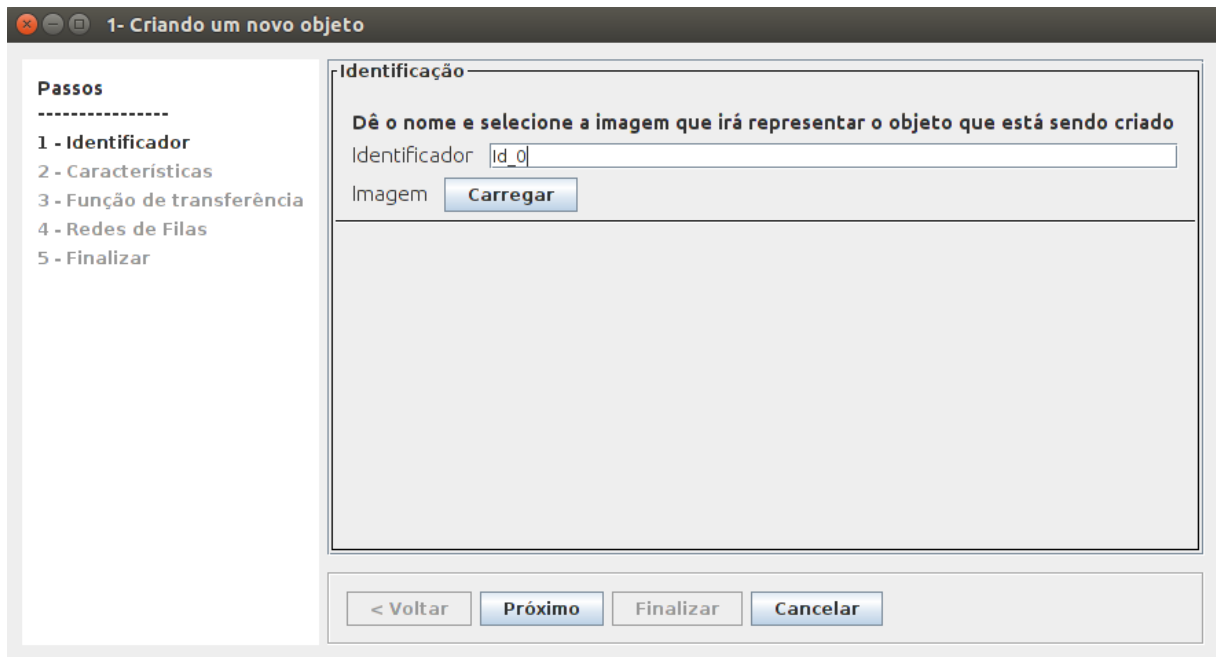 1- Criando um novo objeto
Passos
----------------
1 - Identificador
2 - Características
3 - Função de transferência
4 - Redes de Filas
5 - Finalizar
Identificação
Dê o nome e selecione a imagem que irá representar o objeto que está sendo criado
Identificador Id_0
Imagem Carregar
< Voltar Próximo Finalizar Cancelar